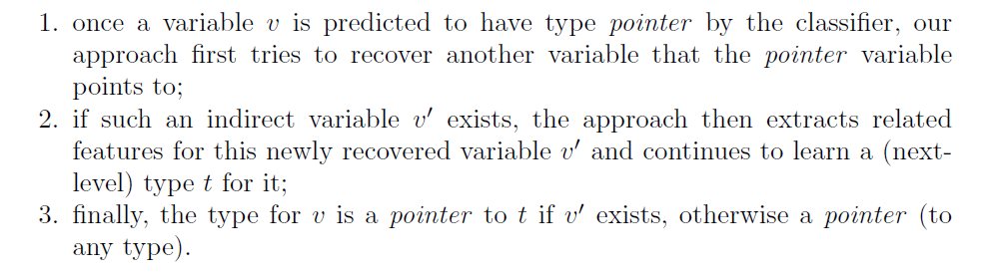 1. once a variable v is predicted to have type pointer by the classifier, our
approach first tries to recover another variable that the pointer variable
points to;
2. if such an indirect variable v′ exists, the approach then extracts related
features for this newly recovered variable v′ and continues to learn a (next-
level) type t for it;
3. finally, the type for v is a pointer to t if v′ exists, otherwise a pointer (to
any type).